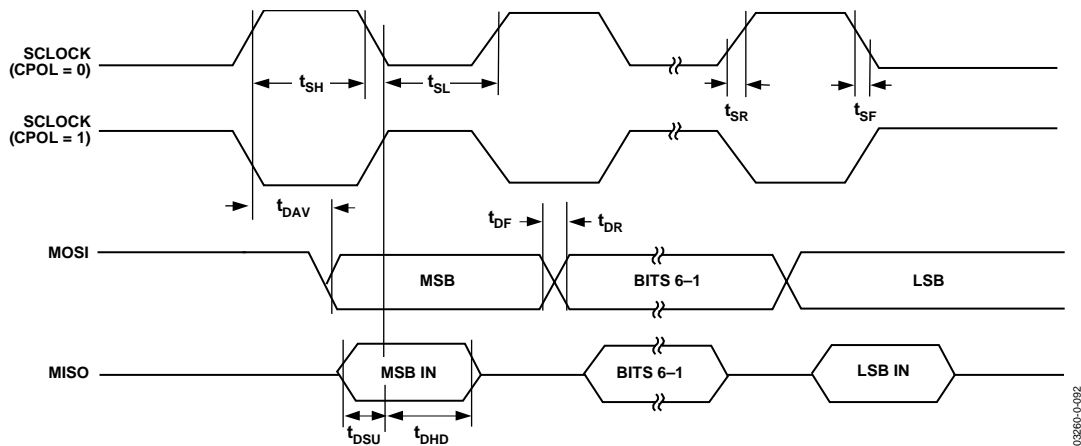 SCLOCK
(CPOL = 0)
tSH
tSL
tSR
tSF
SCLOCK
(CPOL = 1)
tDAV
tDF
tDR
MOSI
MSB
BITS 6–1
LSB
MISO
MSB IN
BITS 6–1
LSB IN
tDSU
tDHD
03260-0-092